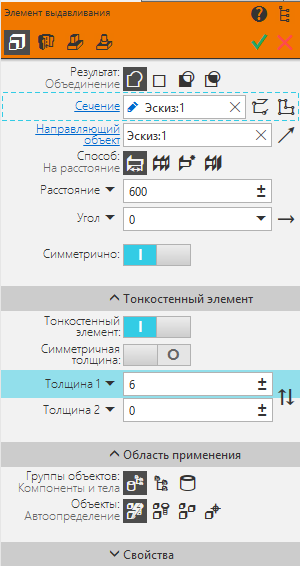 Элемент выдавливания
Результат:
Объединение
Сечение
Эскиз:1
Направляющий
объект
Эскиз:1
Способ:
На расстояние
Расстояние
600
Угол
0
Симметрично:
Тонкостенный элемент
Тонкостенный
элемент:
Симметричная
толщина:
Толщина 1
6
Толщина 2
0
Область применения
Группы объектов:
Компоненты и тела
Объекты:
Автоопределение
Свойства